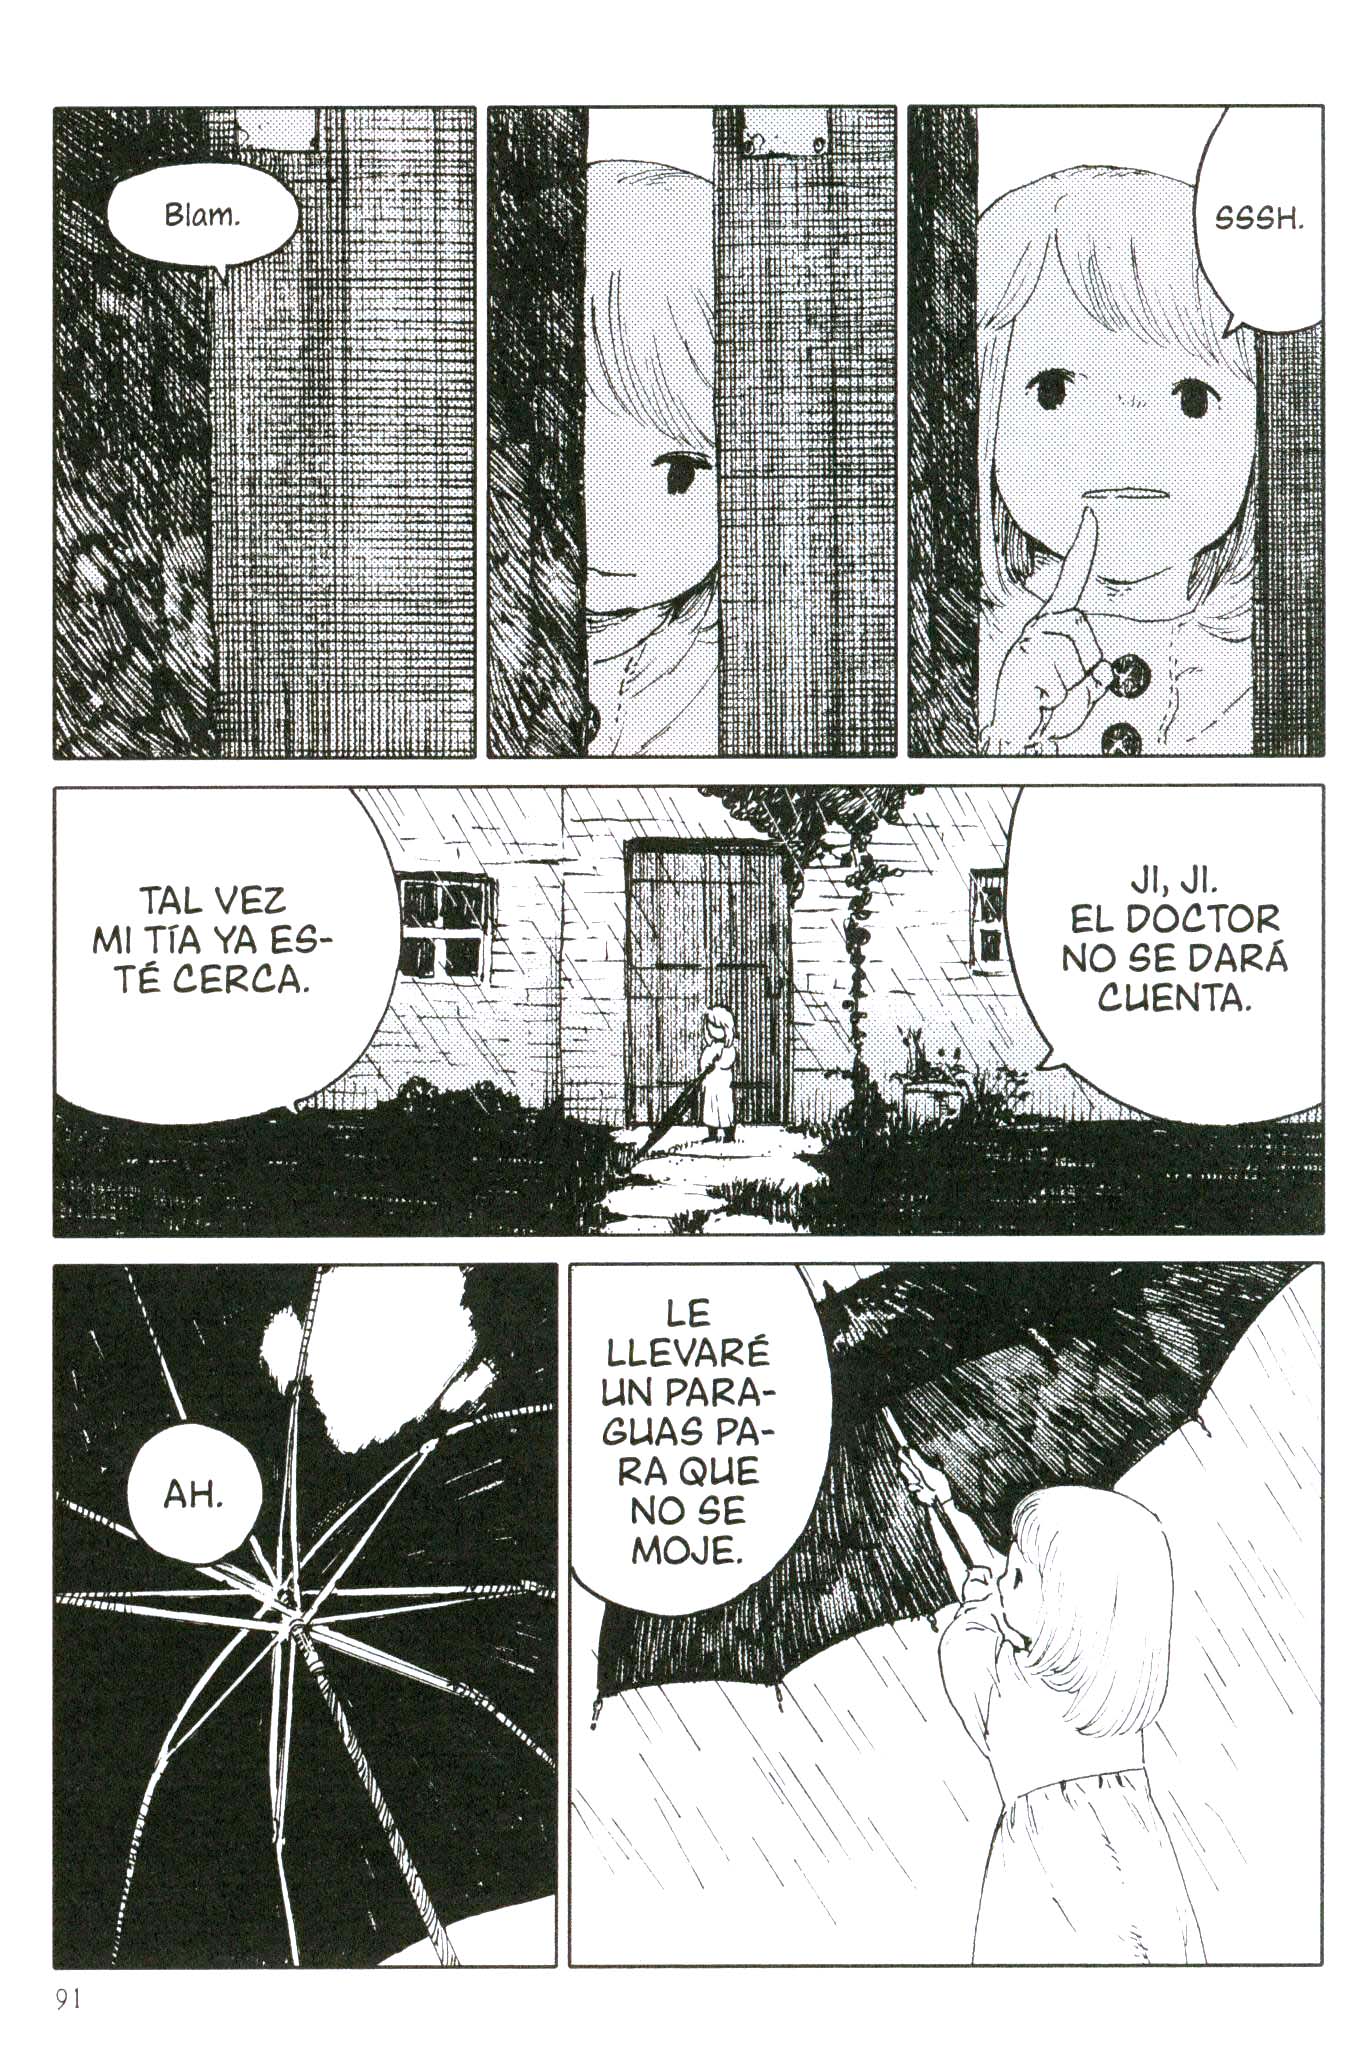 SSSH.
Blam.
JI, JI.
EL DOCTOR
NO SE DARÁ
CUENTA.
TAL VEZ
MI TÍA YA ES-
TÉ CERCA.
LE
LLEVARÉ
UN PARA-
GUAS PA-
RA QUE
NO SE
MOJE.
AH.
91